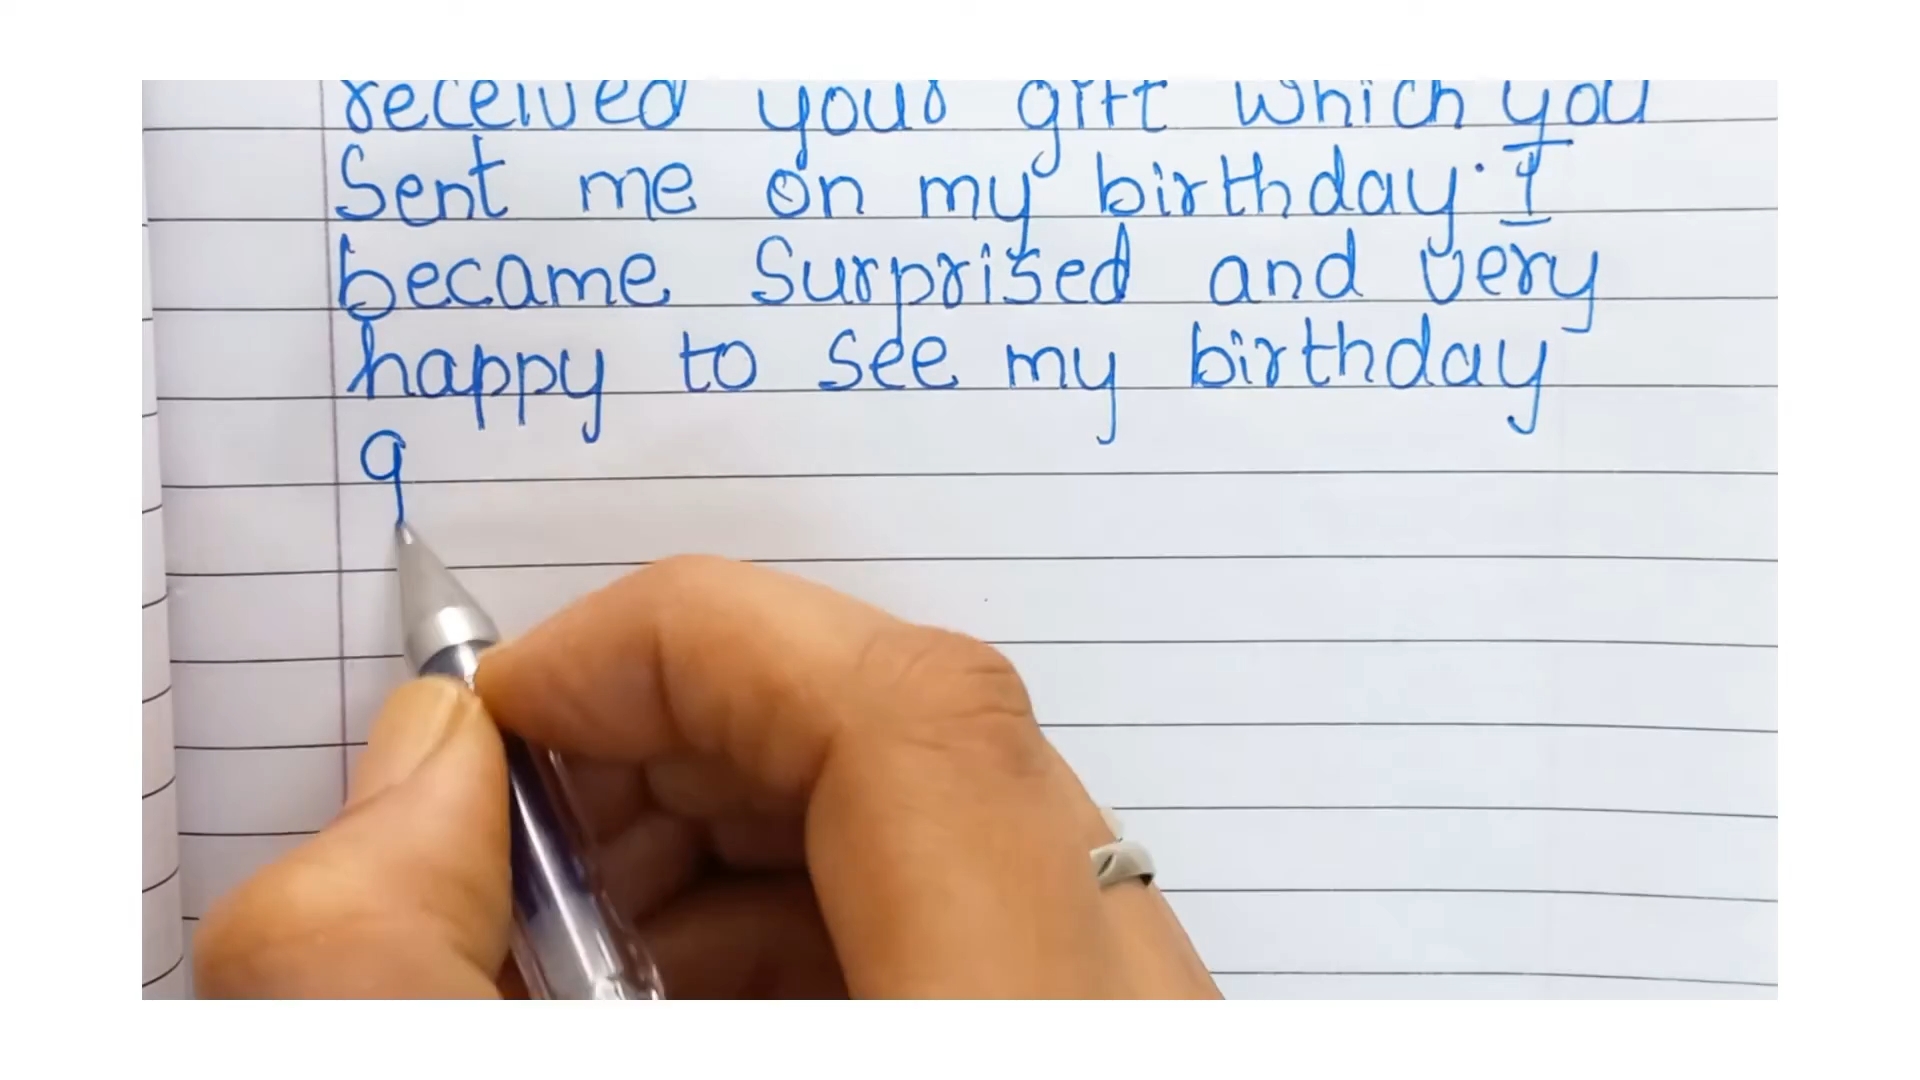 received your gift which you
Sent me on my birthday. I
became Surprised and very
happy to see my birthday
g